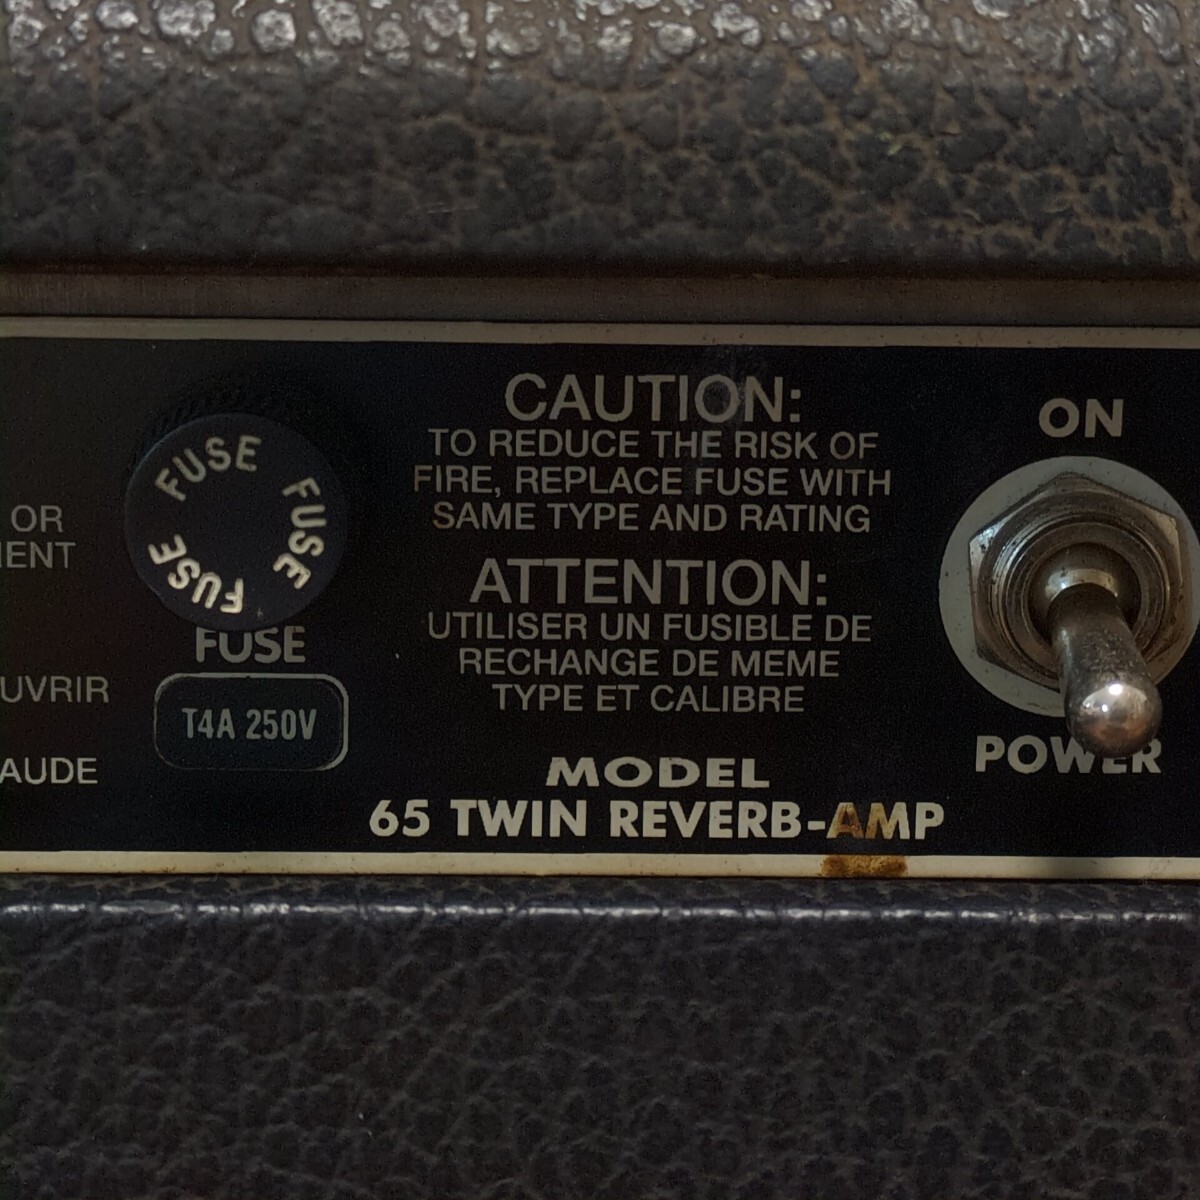 OR
IENT
UVRIR
AUDE
FUSE FUSE FUSE FUSE
FUSE
T4A 250V
CAUTION:
TO REDUCE THE RISK OF
FIRE, REPLACE FUSE WITH
SAME TYPE AND RATING
ATTENTION:
UTILISER UN FUSIBLE DE
RECHANGE DE MEME
TYPE ET CALIBRE
MODEL
65 TWIN REVERB-AMP
ON
POWER